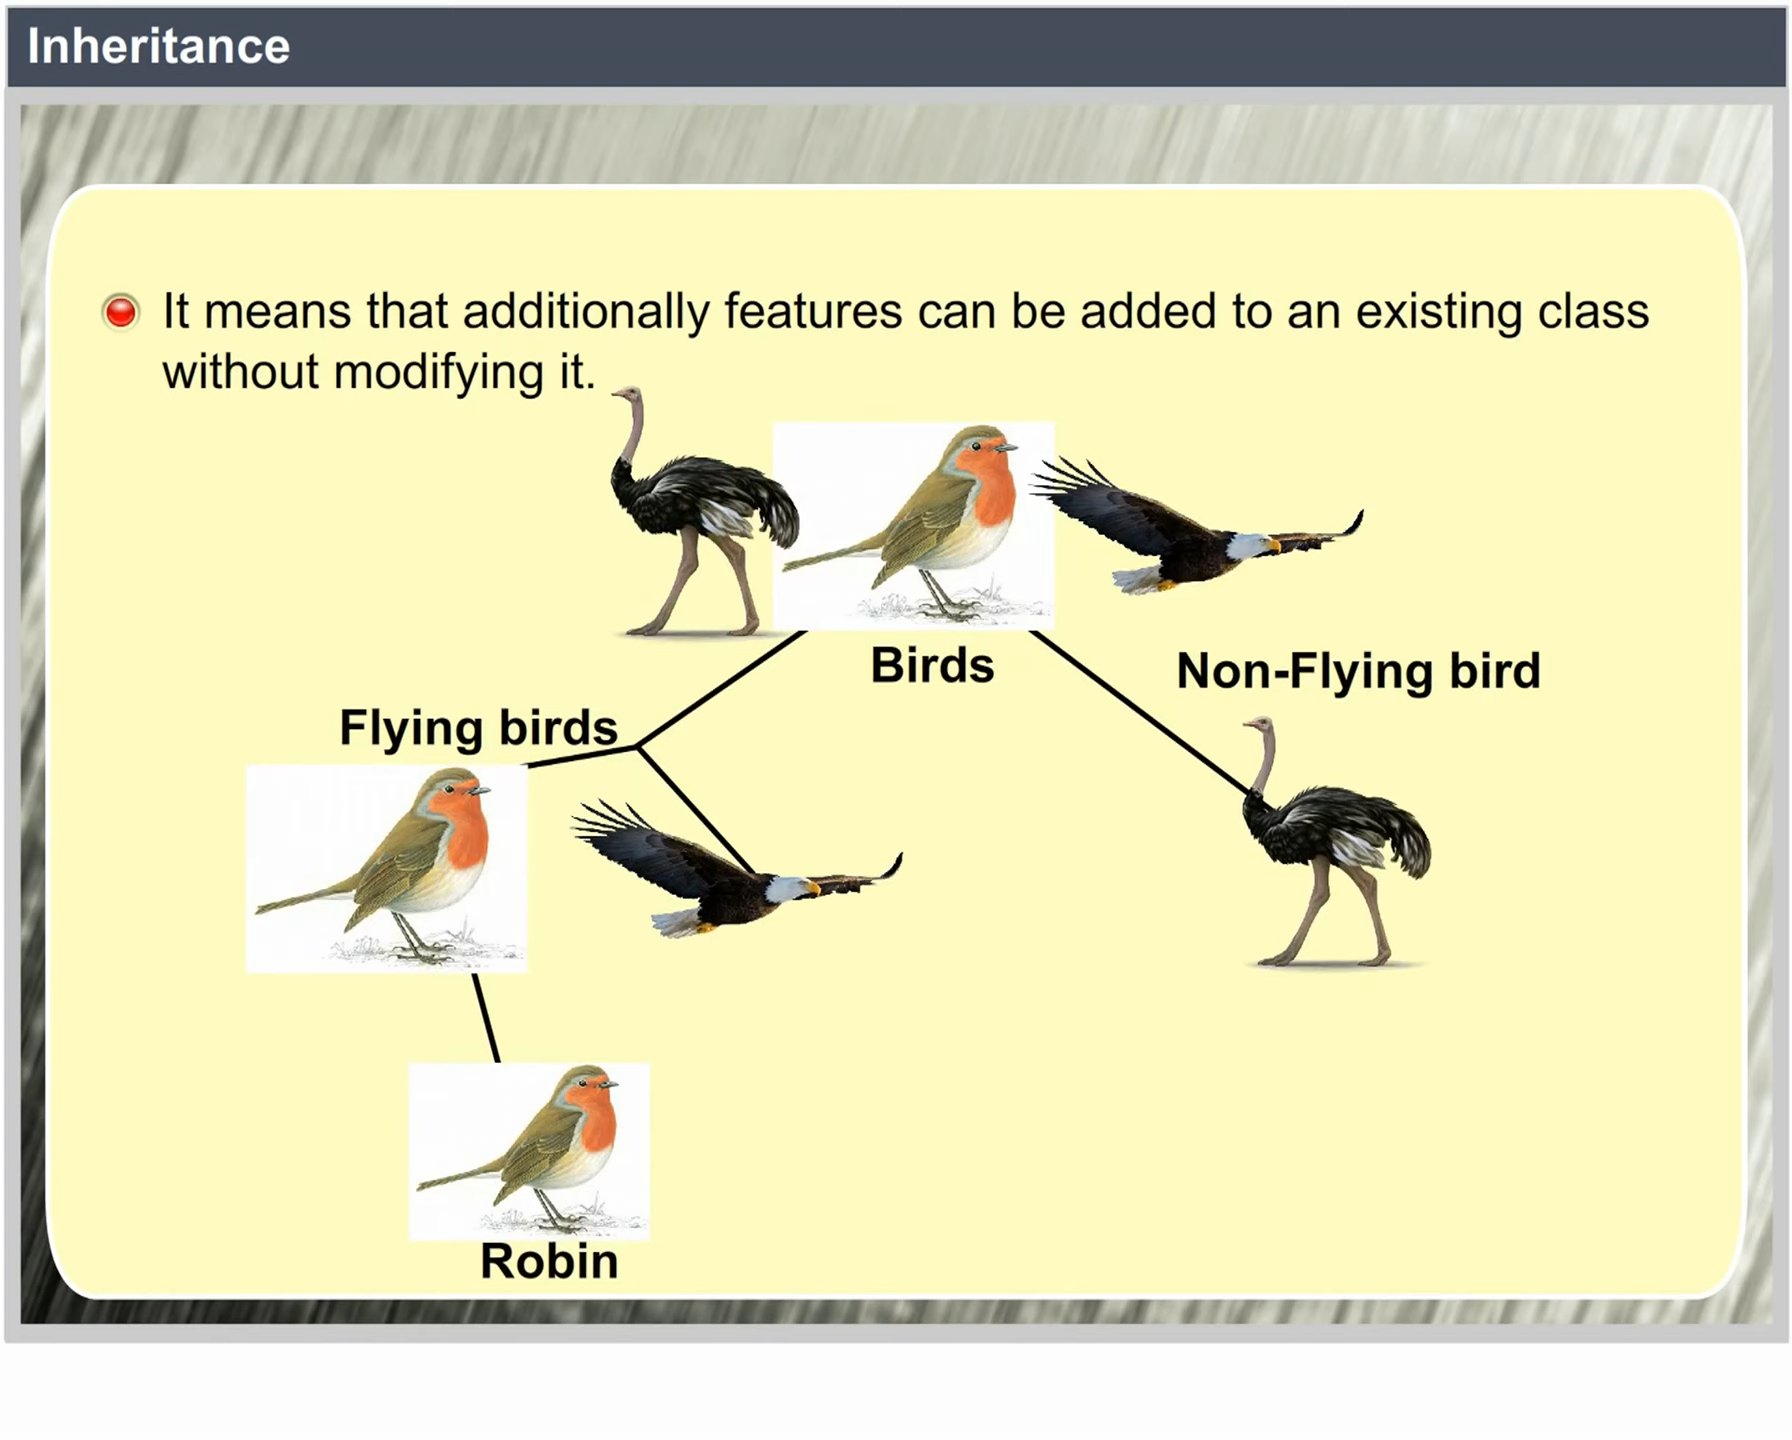 Inheritance
It means that additionally features can be added to an existing class
without modifying it.
Birds
Non-Flying bird
Flying birds
Robin